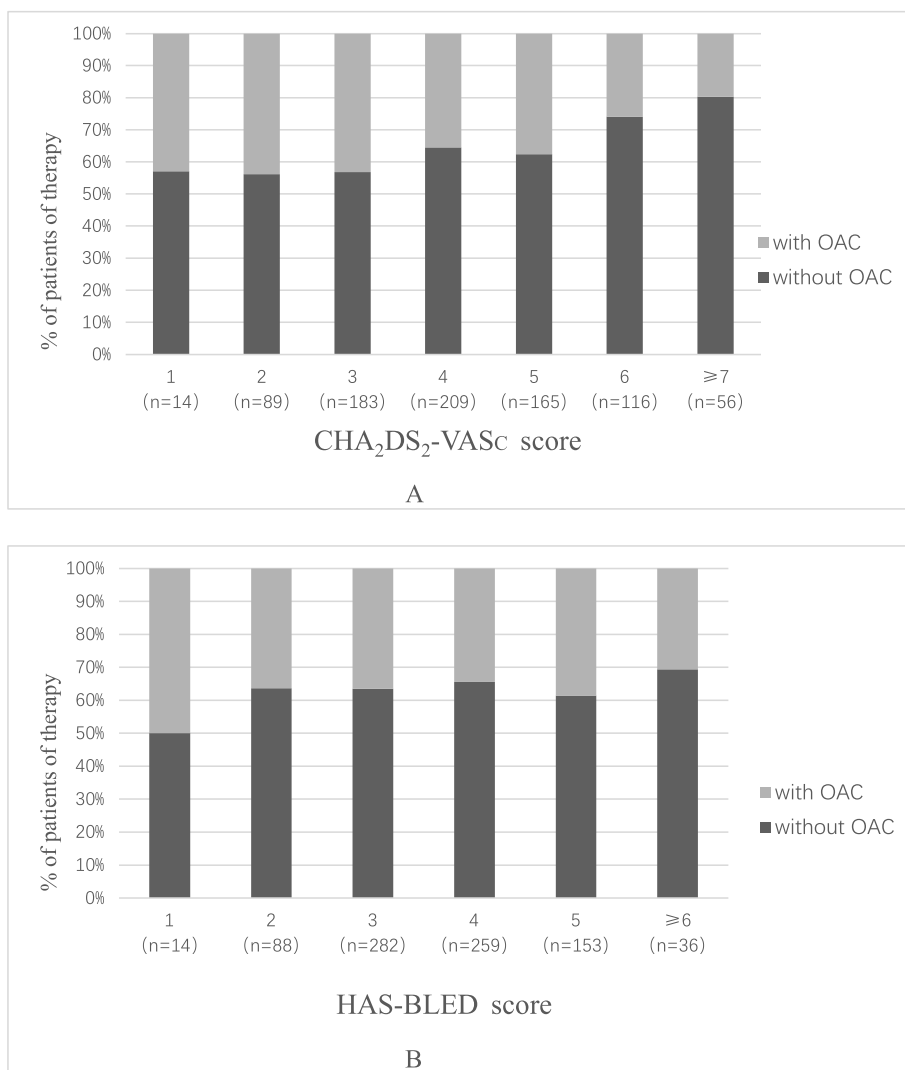 100%
90%
80%
70%
60%
50%
40%
30%
20%
10%
0%
% of patients of therapy
with OAC
without OAC
1 2 3 4 5 6 ≥7
(n=14) (n=89) (n=183) (n=209) (n=165) (n=116) (n=56)
CHA₂DS₂-VASc score
A
100%
90%
80%
70%
60%
50%
40%
30%
20%
10%
0%
% of patients of therapy
with OAC
without OAC
1 2 3 4 5 ≥6
(n=14) (n=88) (n=282) (n=259) (n=153) (n=36)
HAS-BLED score
B